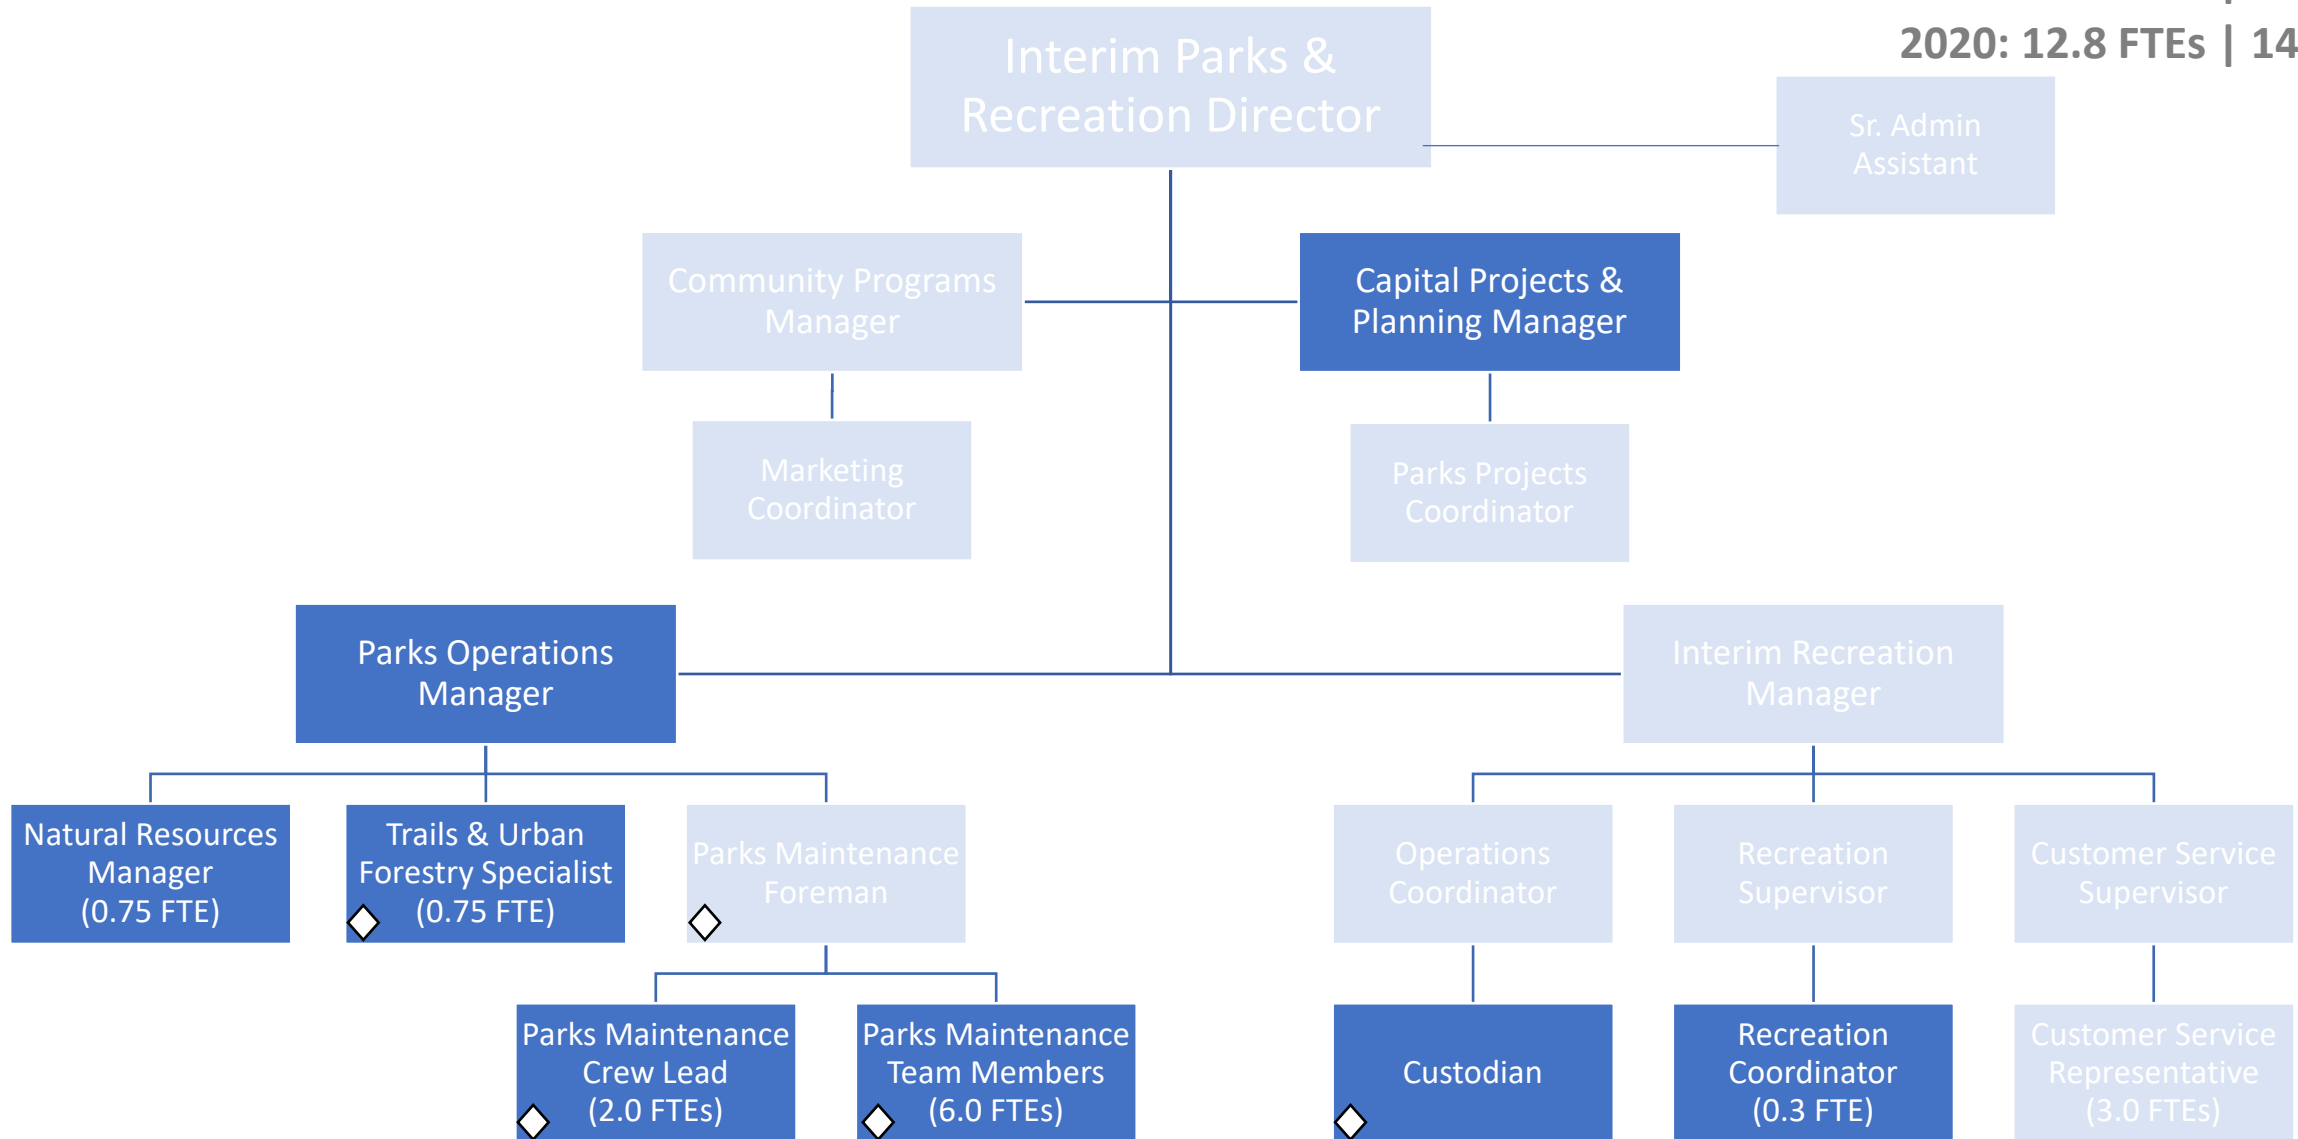 2020: 12.8 FTEs | 14
Interim Parks &
Recreation Director
Sr. Admin
Assistant
Community Programs
Manager
Capital Projects &
Planning Manager
Marketing
Coordinator
Parks Projects
Coordinator
Parks Operations
Manager
Interim Recreation
Manager
Natural Resources
Manager
(0.75 FTE)
Trails & Urban
Forestry Specialist
(0.75 FTE)
Parks Maintenance
Foreman
Operations
Coordinator
Recreation
Supervisor
Customer Service
Supervisor
Parks Maintenance
Crew Lead
(2.0 FTEs)
Parks Maintenance
Team Members
(6.0 FTEs)
Custodian
Recreation
Coordinator
(0.3 FTE)
Customer Service
Representative
(3.0 FTEs)